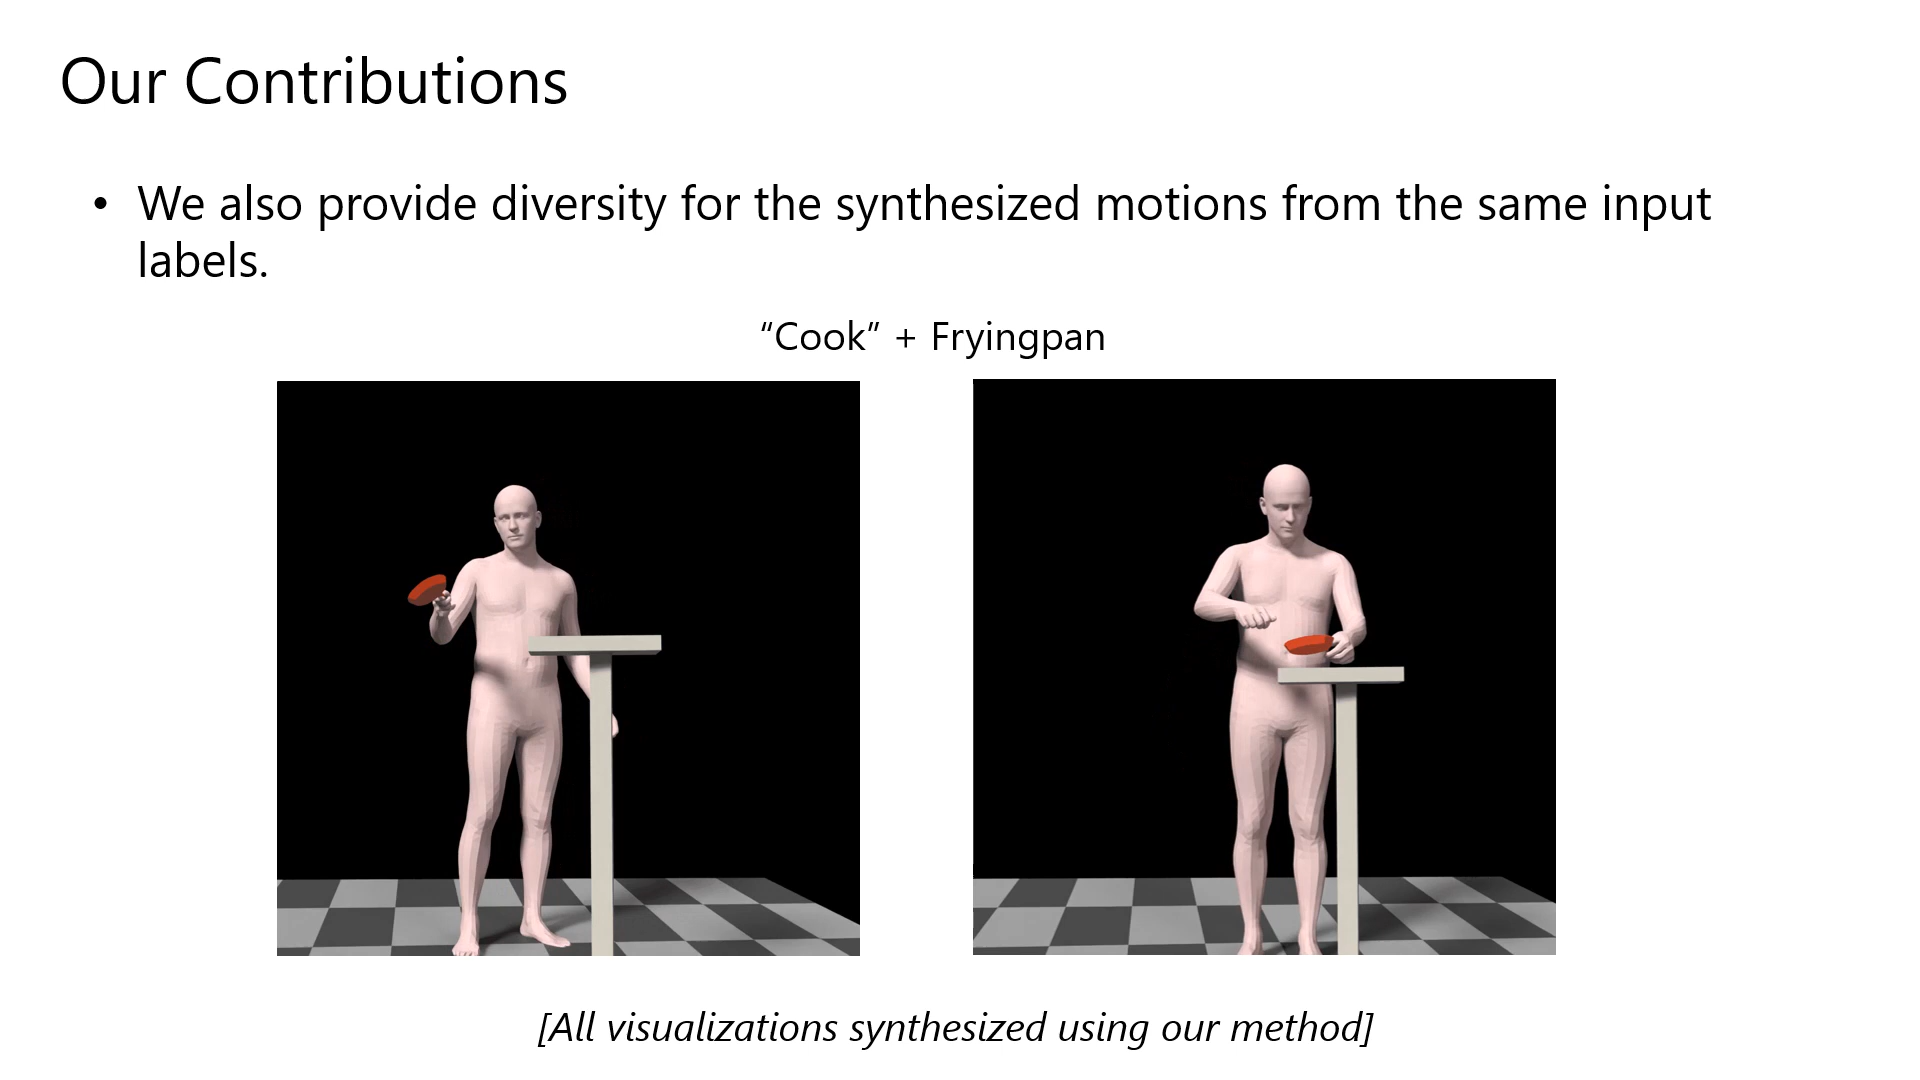 Our Contributions
• We also provide diversity for the synthesized motions from the same input
labels.
“Cook” + Fryingpan
[All visualizations synthesized using our method]